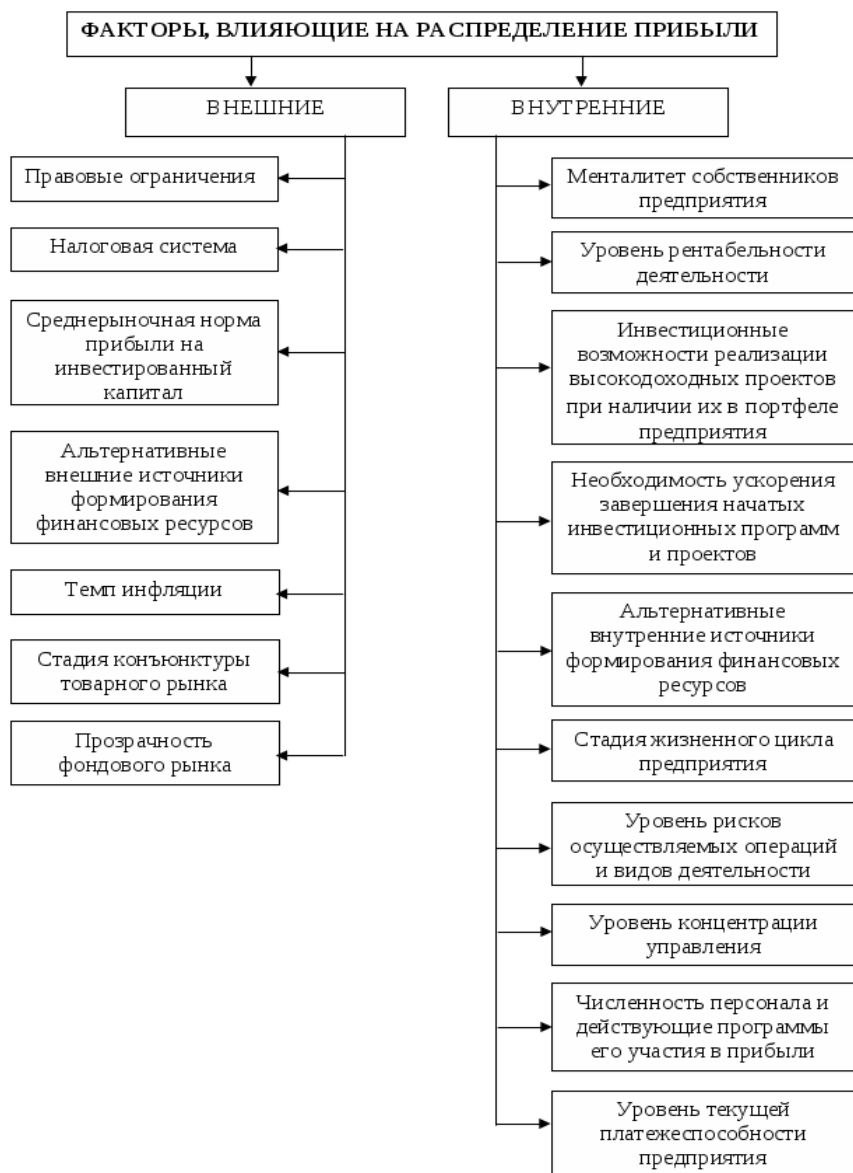 ФАКТОРЫ, ВЛИЯЮЩИЕ НА РАСПРЕДЕЛЕНИЕ ПРИБЫЛИ
ВНЕШНИЕ
Правовые ограничения
Налоговая система
Среднерыночная норма
прибыли на
инвестированный
капитал
Альтернативные
внешние источники
формирования
финансовых ресурсов
Темп инфляции
Стадия конъюнктуры
товарного рынка
Прозрачность
фондового рынка
ВНУТРЕННИЕ
Менталитет собственников
предприятия
Уровень рентабельности
деятельности
Инвестиционные
возможности реализации
высокодоходных проектов
при наличии их в портфеле
предприятия
Необходимость ускорения
завершения начатых
инвестиционных программ
и проектов
Альтернативные
внутренние источники
формирования финансовых
ресурсов
Стадия жизненного цикла
предприятия
Уровень рисков
осуществляемых операций
и видов деятельности
Уровень концентрации
управления
Численность персонала и
действующие программы
его участия в прибыли
Уровень текущей
платежеспособности
предприятия